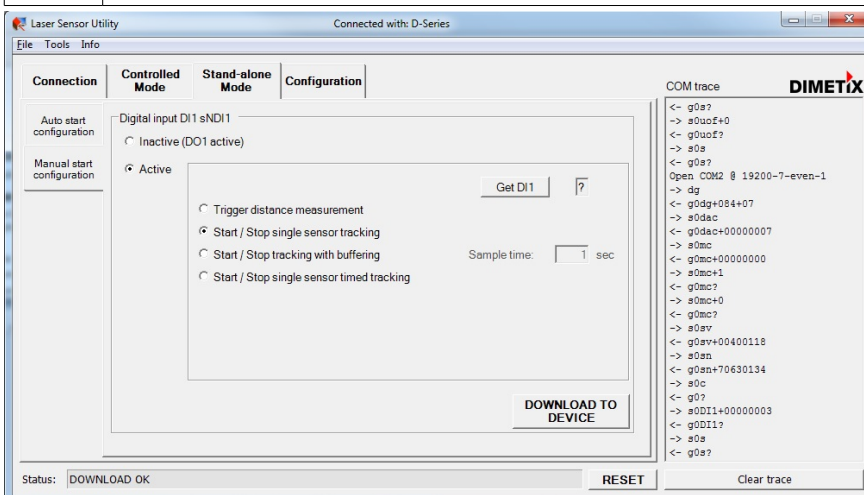 Laser Sensor Utility
Connected with: D-Series
File Tools Info
Connection
Controlled Mode
Stand-alone Mode
Configuration
Auto start
configuration
Manual start
configuration
Digital input DI1 sNDI1
Inactive (DO1 active)
Active
Get DI1
?
Trigger distance measurement
Start / Stop single sensor tracking
Start / Stop tracking with buffering
Sample time: 1 sec
Start / Stop single sensor timed tracking
DOWNLOAD TO
DEVICE
COM trace
DIMETIX
<- g0s?
-> s0uof+0
<- g0uof?
-> s0s
<- g0s?
Open COM2 @ 19200-7-even-1
-> dg
<- g0dg+084+07
-> s0dac
<- g0dac+00000007
-> s0mc
<- g0mc+00000000
-> s0mc+1
<- g0mc?
-> s0mc+0
<- g0mc?
-> s0sv
<- g0sv+00400118
-> s0sn
<- g0sn+70630134
-> s0c
<- g0?
-> s0DI1+00000003
<- g0DI1?
-> s0s
<- g0s?
Status: DOWNLOAD OK
RESET
Clear trace